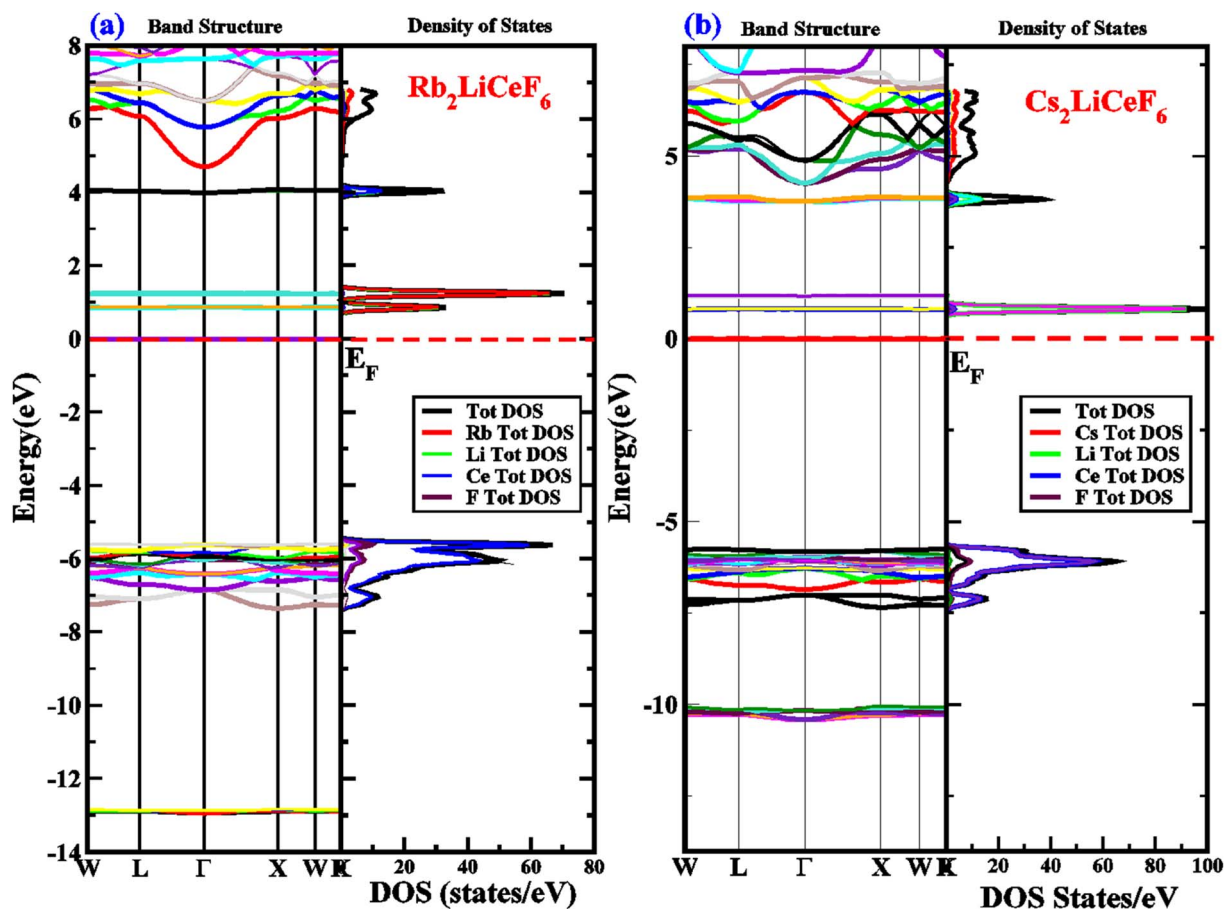 (a) Band Structure Density of States
Rb2LiCeF6
8
6
4
2
0
-2
-4
-6
-8
-10
-12
-14
Energy(eV)
EF
Tot DOS
Rb Tot DOS
Li Tot DOS
Ce Tot DOS
F Tot DOS
W L Γ X W K
0 20 40 60 80
DOS (states/eV)
(b) Band Structure Density of States
Cs2LiCeF6
5
0
-5
-10
Energy(eV)
EF
Tot DOS
Cs Tot DOS
Li Tot DOS
Ce Tot DOS
F Tot DOS
W L Γ X W K
20 40 60 80 100
DOS States/eV